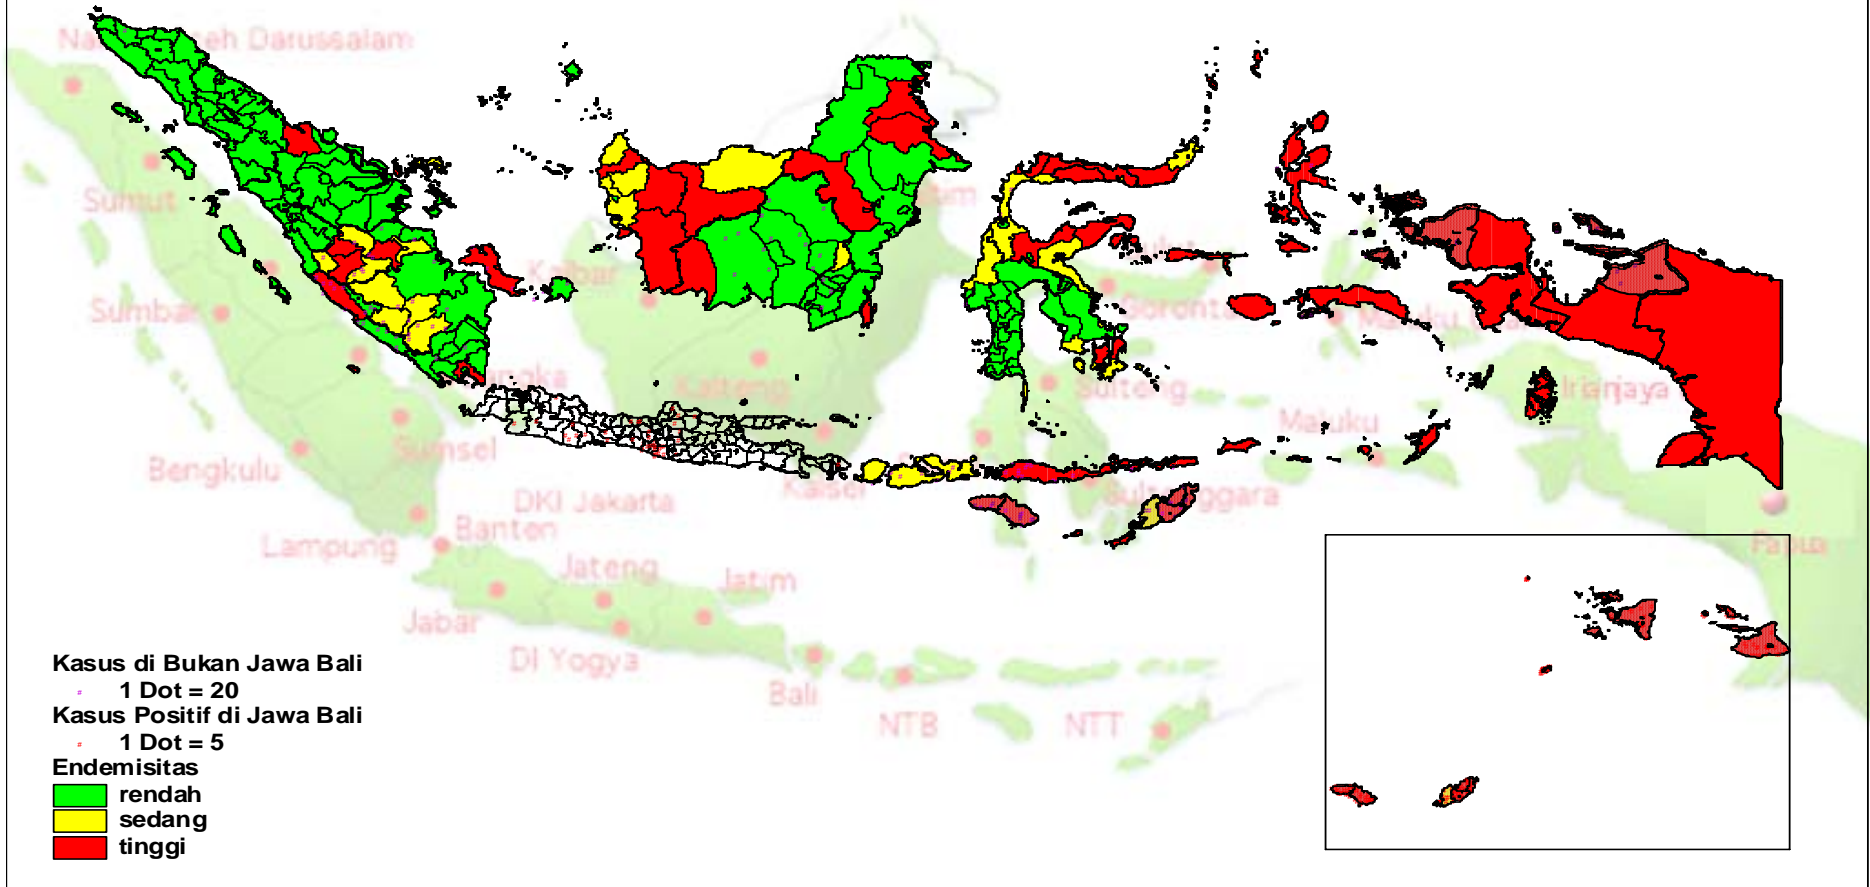 Darussalam
Sumut
Kalbar
Sumbar
Gorontalo
Kalteng
Sulteng
Irianjaya
Maluku
Sumsel
Bengkulu
Kalsel
DKI Jakarta
Banten
Lampung
Papua
Jateng
Jatim
Jabar
DI Yogya
Bali
NTB
NTT
Kasus di Bukan Jawa Bali
1 Dot = 20
Kasus Positif di Jawa Bali
1 Dot = 5
Endemisitas
rendah
sedang
tinggi